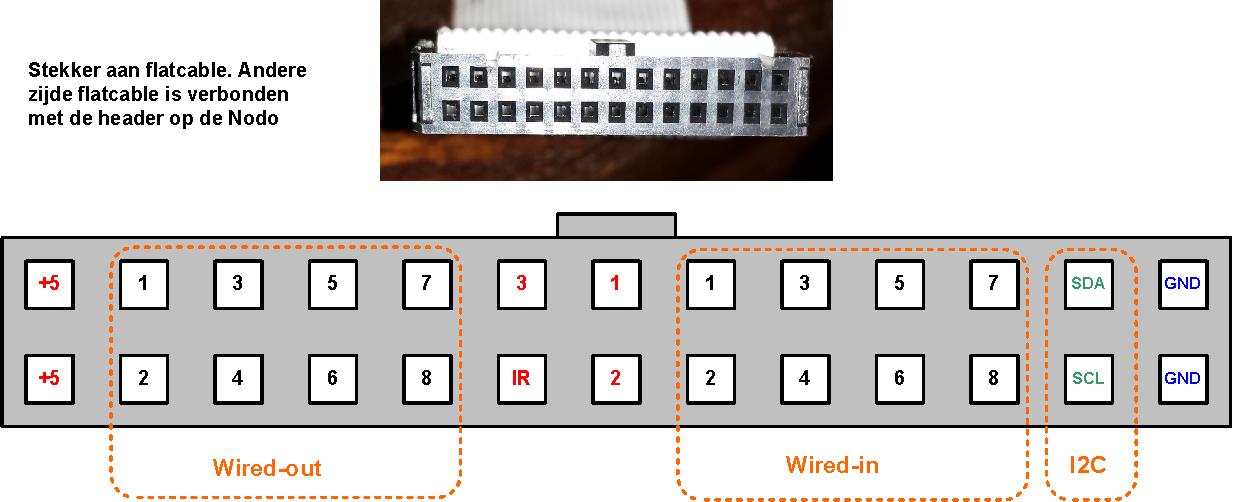 Stekker aan flatcable. Andere
zijde flatcable is verbonden
met de header op de Nodo
+5 1 3 5 7 3 1 1 3 5 7 SDA GND
+5 2 4 6 8 IR 2 2 4 6 8 SCL GND
Wired-out Wired-in I2C